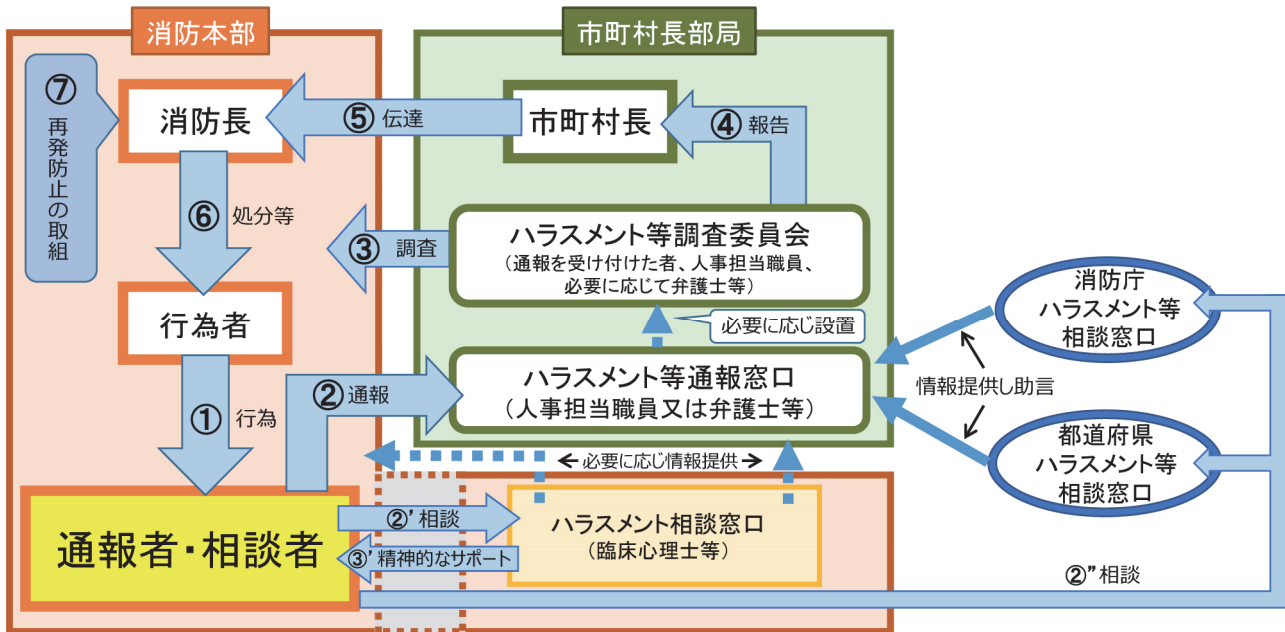 消防本部
市町村長部局
⑦
再発防止の取組
消防長
⑤ 伝達
市町村長
④ 報告
⑥ 処分等
③ 調査
ハラスメント等調査委員会
（通報を受け付けた者、人事担当職員、
必要に応じて弁護士等）
消防庁
ハラスメント等
相談窓口
行為者
必要に応じ設置
② 通報
ハラスメント等通報窓口
（人事担当職員又は弁護士等）
情報提供し助言
① 行為
都道府県
ハラスメント等
相談窓口
必要に応じ情報提供
通報者・相談者
②’相談
③’精神的なサポート
ハラスメント相談窓口
（臨床心理士等）
②”相談